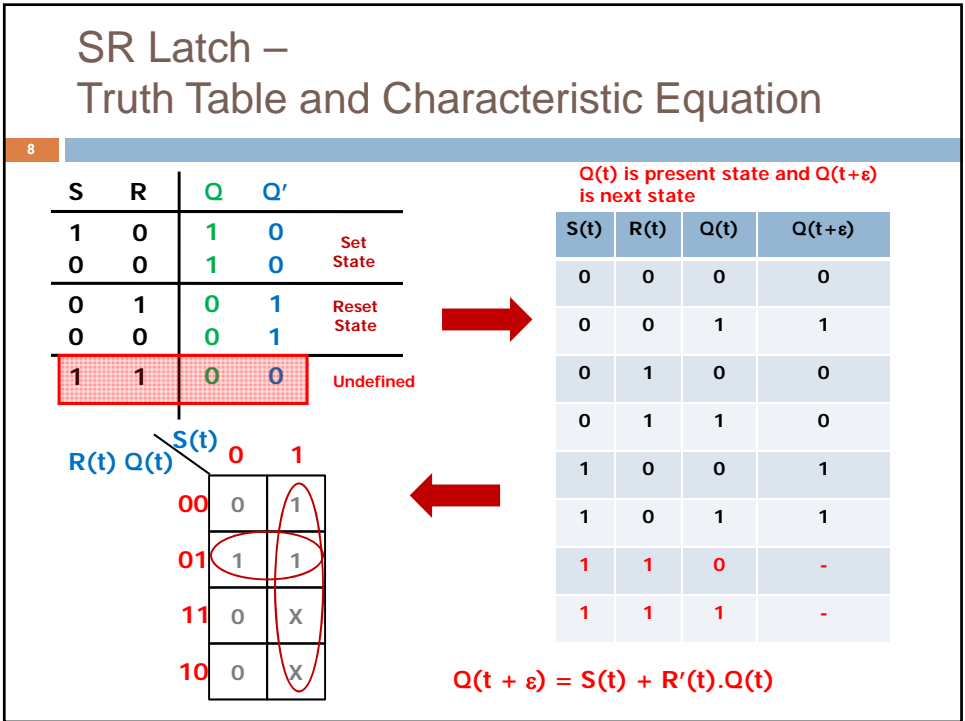 SR Latch –
Truth Table and Characteristic Equation
8
S R Q Q′
1 0 1 0
0 0 1 0
Set
State
0 1 0 1
0 0 0 1
Reset
State
1 1 0 0 Undefined
Q(t) is present state and Q(t+ε)
is next state
S(t) R(t) Q(t) Q(t+ε)
0 0 0 0
0 0 1 1
0 1 0 0
0 1 1 0
1 0 0 1
1 0 1 1
1 1 0 -
1 1 1 -
S(t)
R(t) Q(t)
0 1
00 0 1
01 1 1
11 0 X
10 0 X
Q(t + ε) = S(t) + R′(t).Q(t)